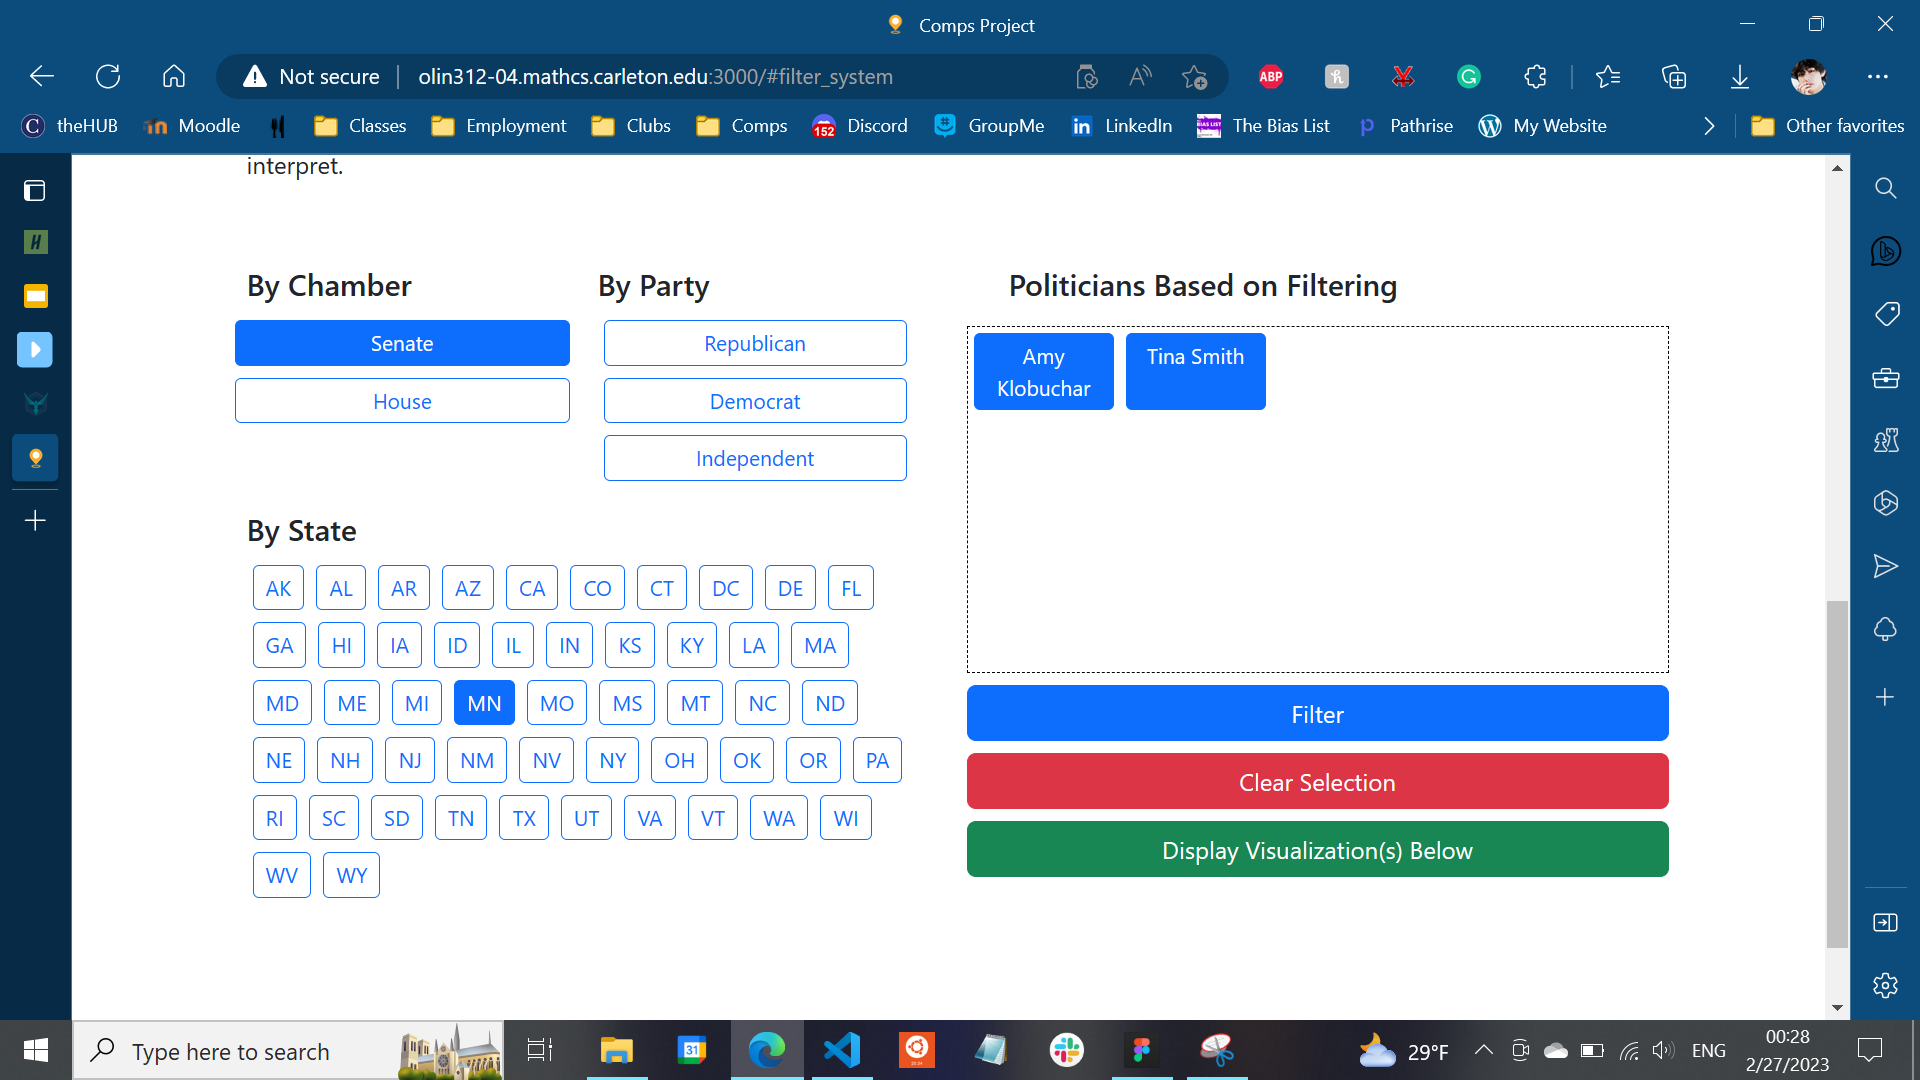 Comps Project
Not secure
olin312-04.mathcs.carleton.edu:3000/#filter_system
ABP
C theHUB
Moodle
Classes
Employment
Clubs
Comps
152 Discord
GroupMe
in LinkedIn
BIAS LIST The Bias List
Pathrise
My Website
Other favorites
interpret.
By Chamber
Senate
House
By Party
Republican
Democrat
Independent
Politicians Based on Filtering
Amy
Klobuchar
Tina Smith
By State
AK AL AR AZ CA CO CT DC DE FL
GA HI IA ID IL IN KS KY LA MA
MD ME MI MN MO MS MT NC ND
NE NH NJ NM NV NY OH OK OR PA
RI SC SD TN TX UT VA VT WA WI
WV WY
Filter
Clear Selection
Display Visualization(s) Below
Type here to search
31
29°F
ENG
00:28
2/27/2023